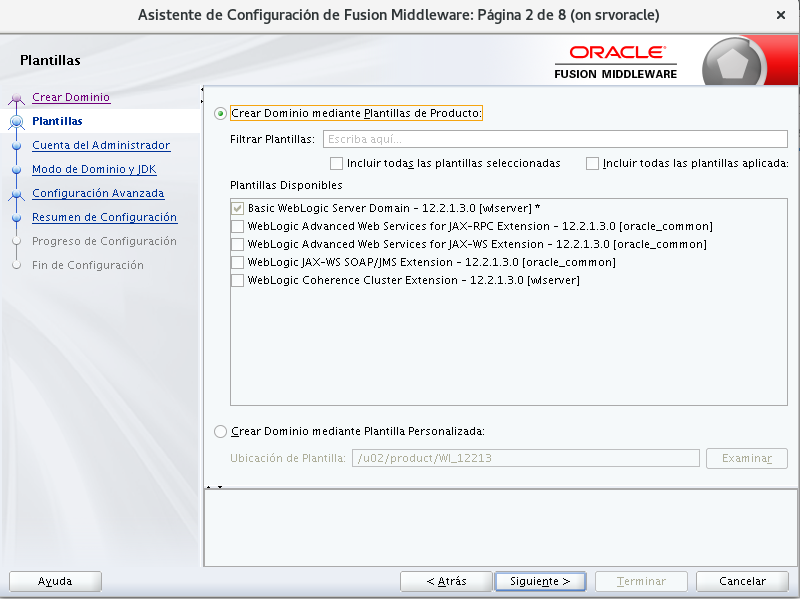 Asistente de Configuración de Fusion Middleware: Página 2 de 8 (on srvoracle)
Plantillas
ORACLE
FUSION MIDDLEWARE
Crear Dominio
Plantillas
Cuenta del Administrador
Modo de Dominio y JDK
Configuración Avanzada
Resumen de Configuración
Progreso de Configuración
Fin de Configuración
Crear Dominio mediante Plantillas de Producto:
Filtrar Plantillas: Escriba aquí...
Incluir todas las plantillas seleccionadas Incluir todas las plantillas aplicada:
Plantillas Disponibles
Basic WebLogic Server Domain - 12.2.1.3.0 [wlserver] *
WebLogic Advanced Web Services for JAX-RPC Extension - 12.2.1.3.0 [oracle_common]
WebLogic Advanced Web Services for JAX-WS Extension - 12.2.1.3.0 [oracle_common]
WebLogic JAX-WS SOAP/JMS Extension - 12.2.1.3.0 [oracle_common]
WebLogic Coherence Cluster Extension - 12.2.1.3.0 [wlserver]
Crear Dominio mediante Plantilla Personalizada:
Ubicación de Plantilla: /u02/product/Wl_12213 Examinar
Ayuda < Atrás Siguiente > Terminar Cancelar